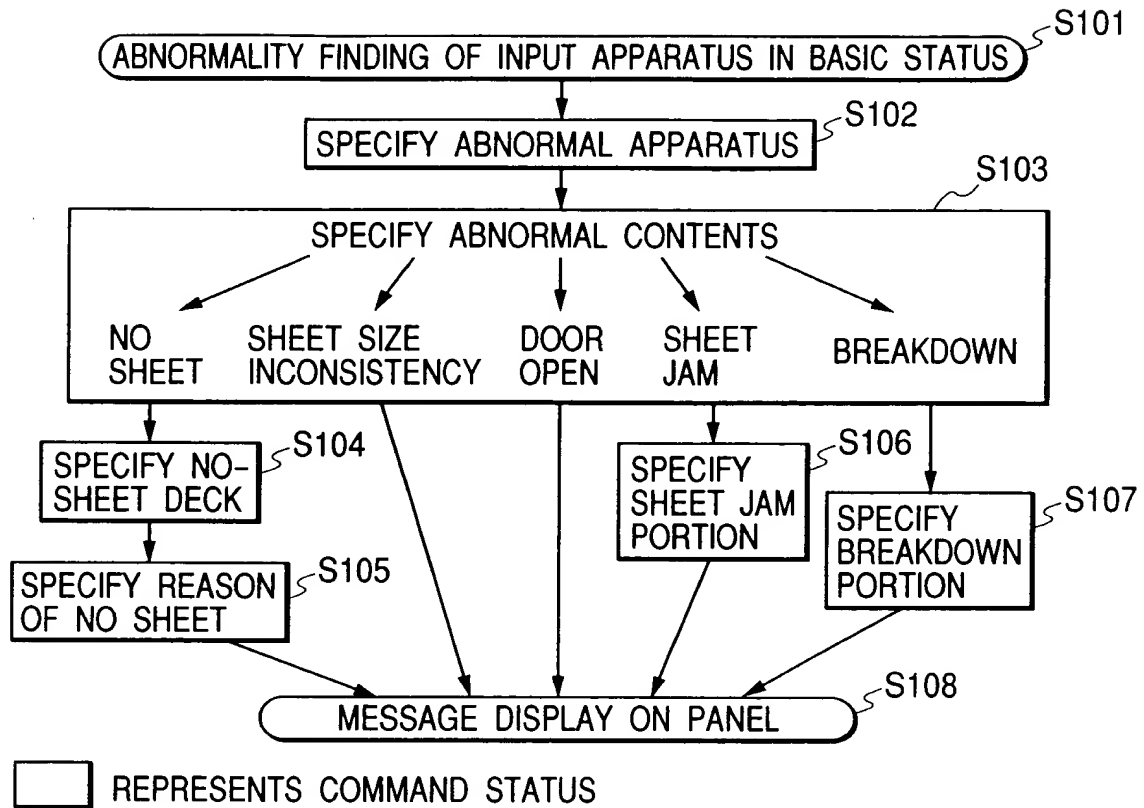 S101
ABNORMALITY FINDING OF INPUT APPARATUS IN BASIC STATUS
S102
SPECIFY ABNORMAL APPARATUS
S103
SPECIFY ABNORMAL CONTENTS
NO
SHEET
SHEET SIZE
INCONSISTENCY
DOOR
OPEN
SHEET
JAM
BREAKDOWN
S104
SPECIFY NO-
SHEET DECK
S105
SPECIFY REASON
OF NO SHEET
S106
SPECIFY
SHEET JAM
PORTION
S107
SPECIFY
BREAKDOWN
PORTION
S108
MESSAGE DISPLAY ON PANEL
REPRESENTS COMMAND STATUS